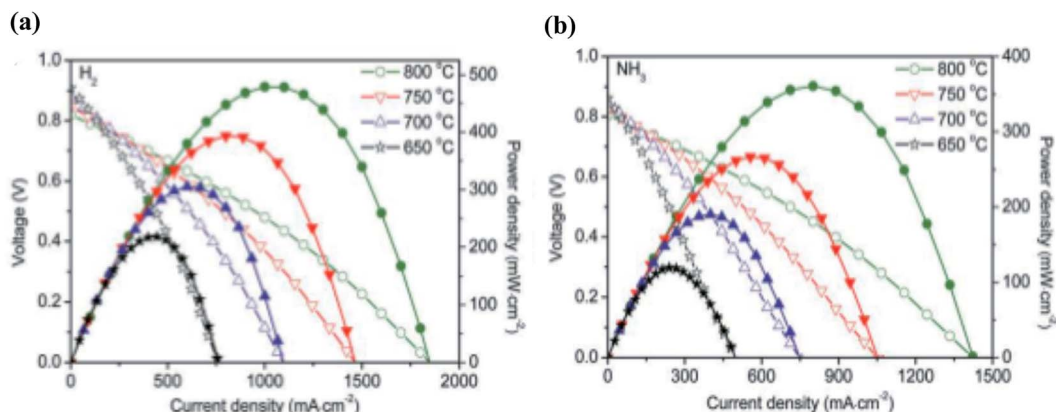 (a)
H₂
800 °C
750 °C
700 °C
650 °C
Voltage (V)
1.0
0.8
0.6
0.4
0.2
0.0
Power density (mW·cm⁻²)
500
400
300
200
100
0
0 500 1000 1500 2000
Current density (mA·cm⁻²)
(b)
NH₃
800 °C
750 °C
700 °C
650 °C
Voltage (V)
1.0
0.8
0.6
0.4
0.2
0.0
Power density (mW·cm⁻²)
400
300
200
100
0
0 300 600 900 1200 1500
Current density (mA·cm⁻²)